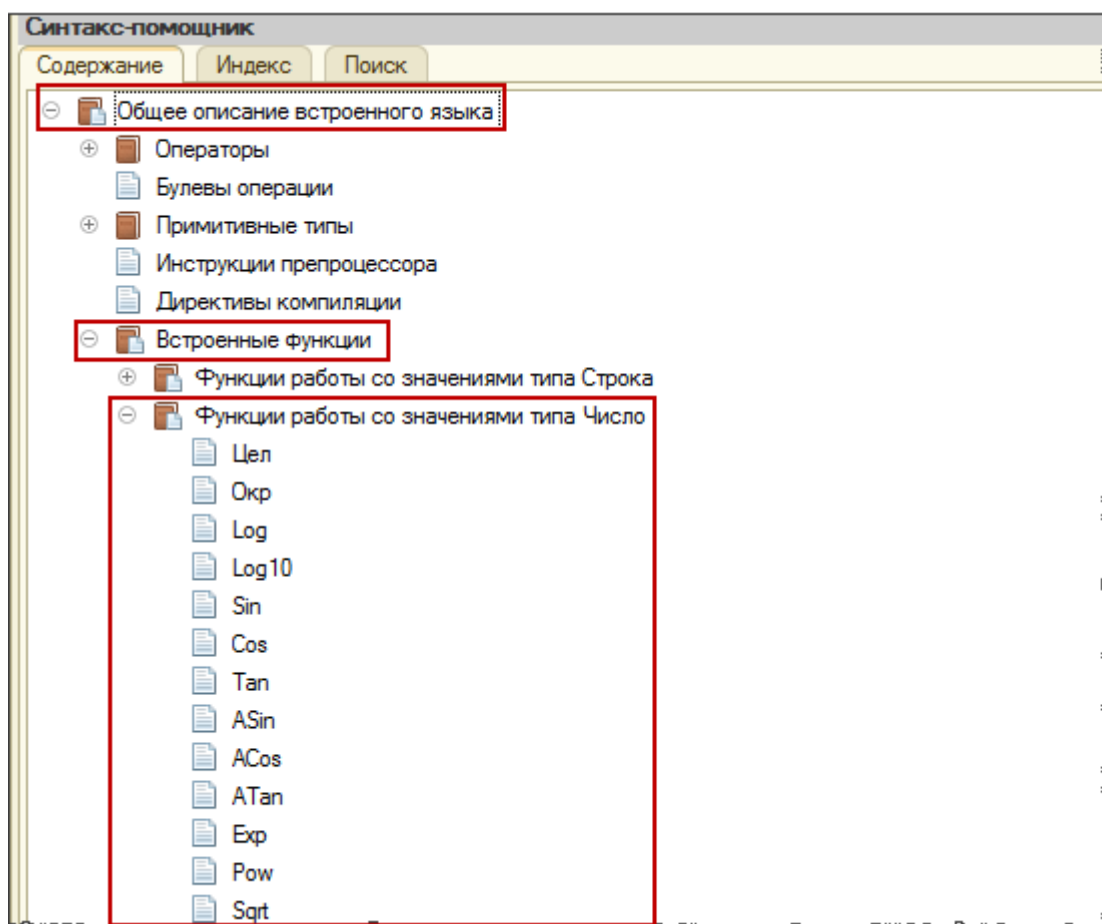 Синтакс-помощник
Содержание Индекс Поиск
Общее описание встроенного языка
Операторы
Булевы операции
Примитивные типы
Инструкции препроцессора
Директивы компиляции
Встроенные функции
Функции работы со значениями типа Строка
Функции работы со значениями типа Число
Цел
Окр
Log
Log10
Sin
Cos
Tan
ASin
ACos
ATan
Exp
Pow
Sqrt